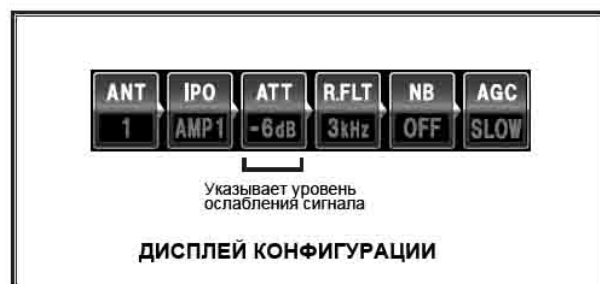 ANT IPO ATT R.FLT NB AGC
1 AMP1 -6dB 3kHz OFF SLOW
Указывает уровень
ослабления сигнала
ДИСПЛЕЙ КОНФИГУРАЦИИ